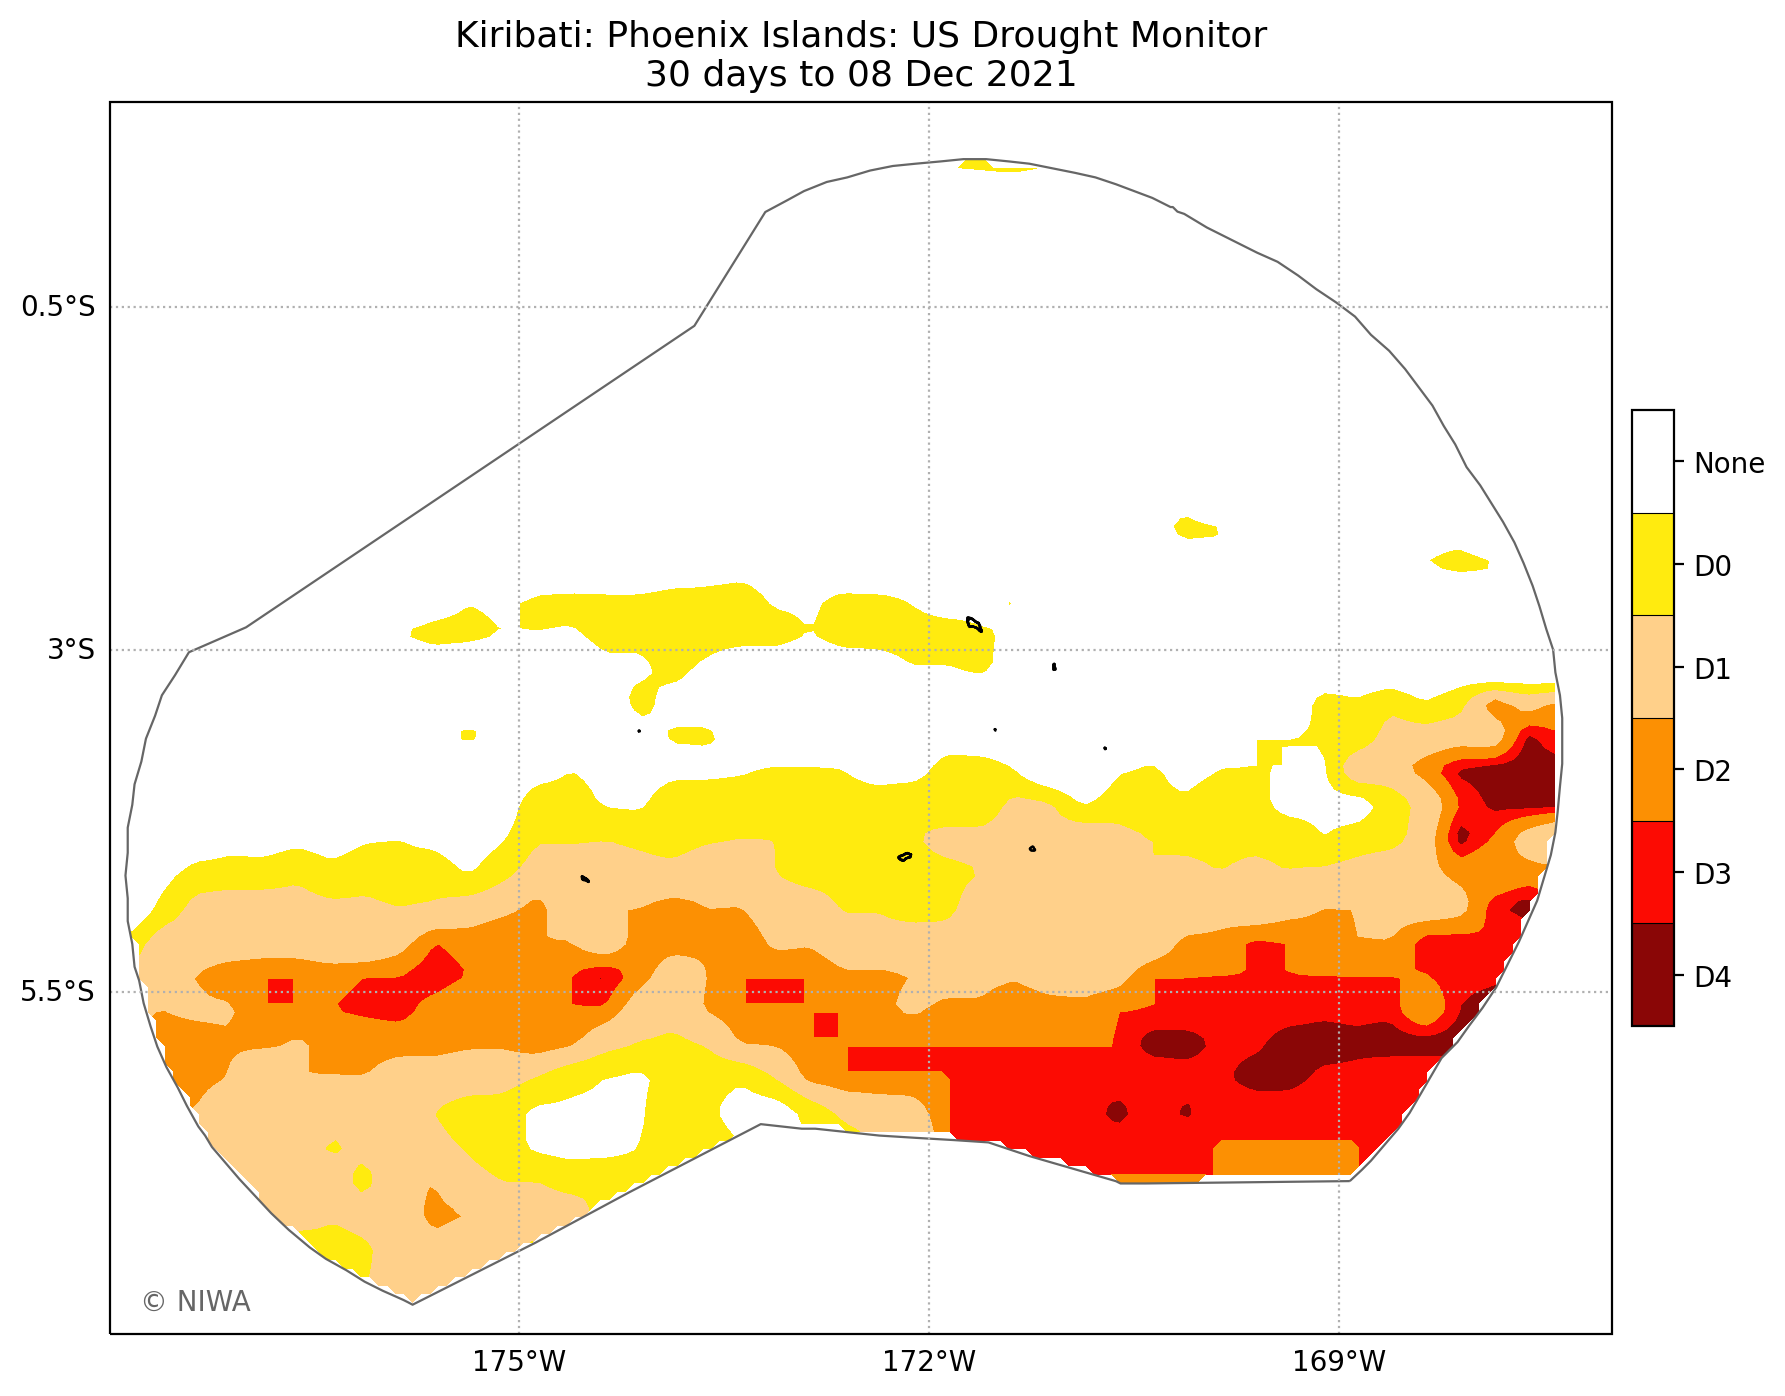 Kiribati: Phoenix Islands: US Drought Monitor
30 days to 08 Dec 2021
0.5°S
3°S
5.5°S
175°W
172°W
169°W
None
D0
D1
D2
D3
D4
© NIWA